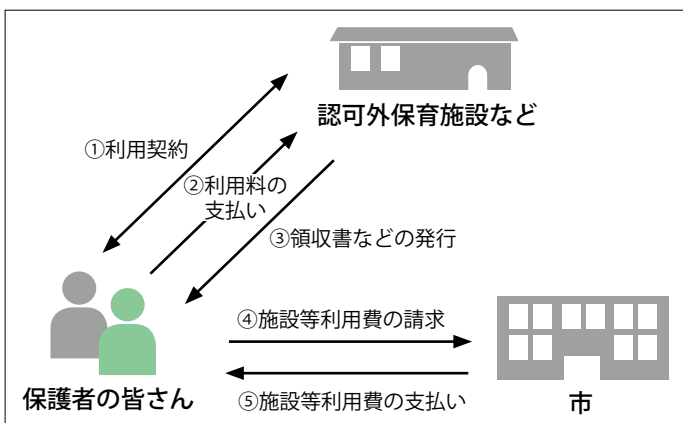 認可外保育施設など
①利用契約
②利用料の
支払い
③領収書などの発行
④施設等利用費の請求
保護者の皆さん
⑤施設等利用費の支払い
市